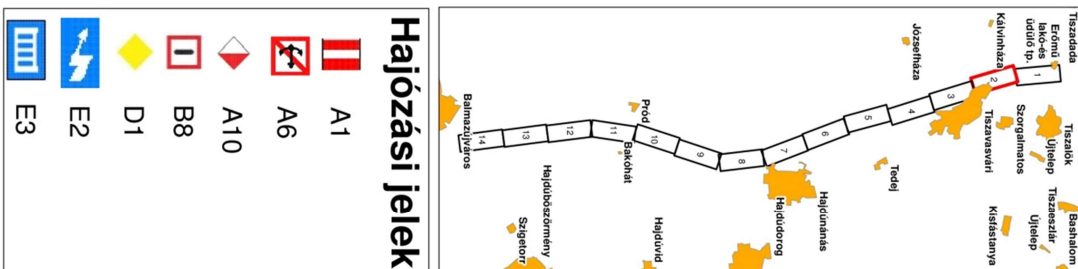 Hajózási jelek
A1
A6
A10
B8
D1
E2
E3
Tiszadada
Erőmű
lakó-és
üdülő tp.
Kálvinháza
Józsefháza
Tiszalök
Újtelep
Szorgalmatos
Tiszavasvári
Tedej
Bashalom
Tiszaeszlár
Újtelep
Kisfástanya
Hajdúnánás
Hajdúdorog
Hajdúvid
Pród
Bakóhát
Hajdúböszörmény
Szigetorr
Balmazújváros
1
2
3
4
5
6
7
8
9
10
11
12
13
14